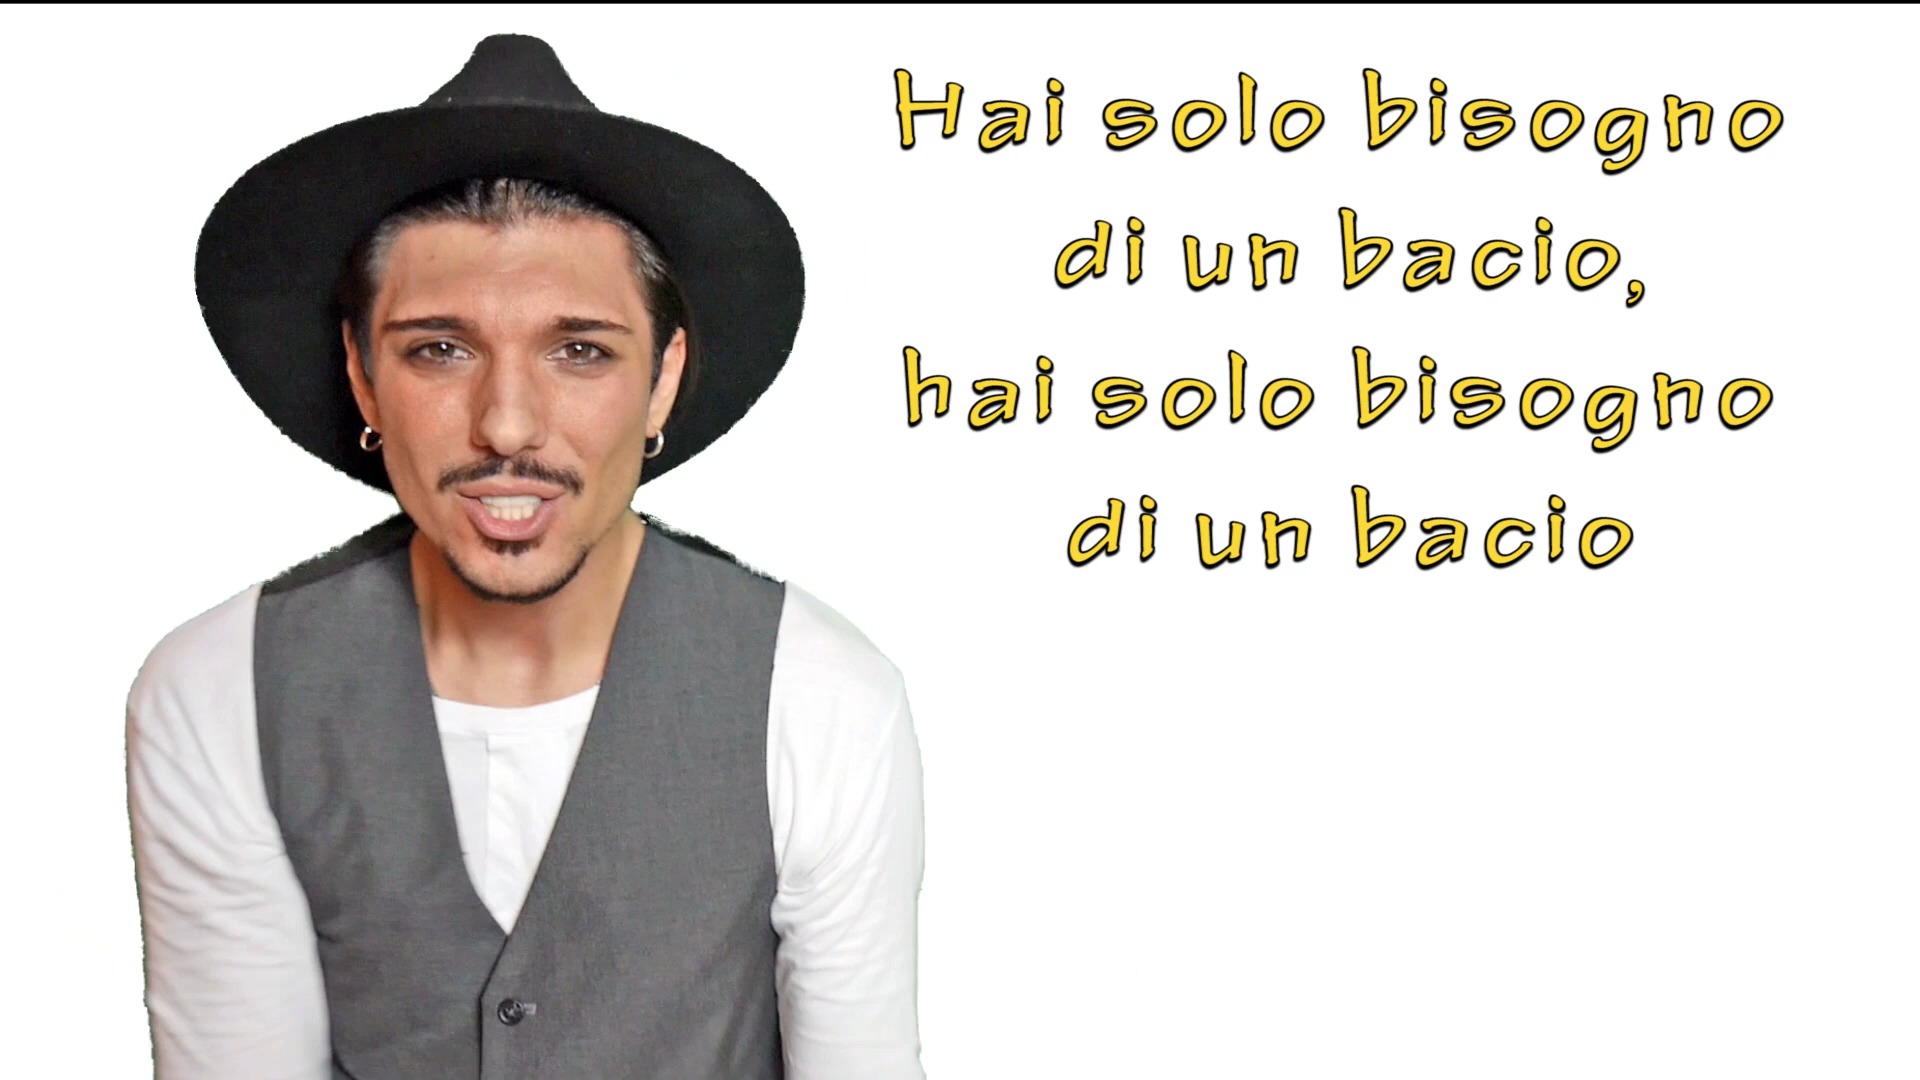 Hai solo bisogno
di un bacio,
hai solo bisogno
di un bacio